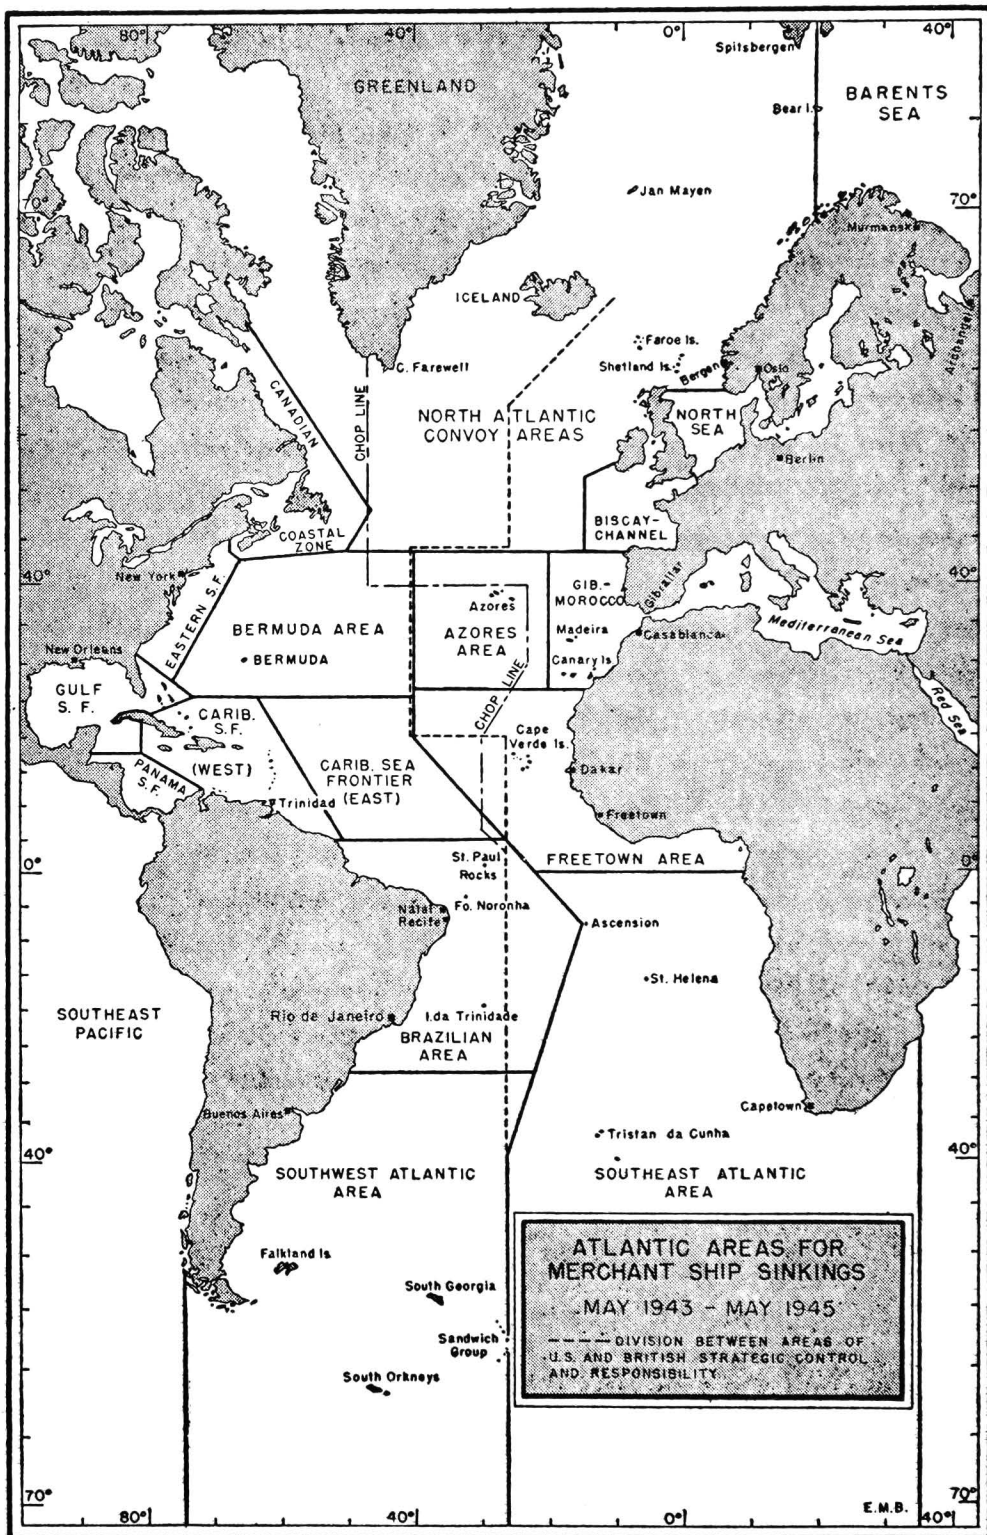 80°
40°
0°
40°
Spitsbergen
GREENLAND
BARENTS
SEA
Bear I.
70°
Jan Mayen
70°
Murmansk
ICELAND
Archangel
Faroe Is.
Shetland Is.
Bergen
Oslo
C. Farewell
CANADIAN
COASTAL
ZONE
CHOP LINE
NORTH ATLANTIC
CONVOY AREAS
NORTH
SEA
Berlin
BISCAY-
CHANNEL
New York
40°
40°
EASTERN S.F.
GIB.-
MOROCCO
Gibraltar
Azores
BERMUDA AREA
AZORES
AREA
Madeira
Casablanca
Mediterranean Sea
New Orleans
BERMUDA
Canary Is.
GULF
S. F.
CHOP LINE
Red Sea
CARIB.
S.F.
(WEST)
Cape
Verde Is.
PANAMA
S.F.
CARIB. SEA
FRONTIER
(EAST)
Dakar
Trinidad
Freetown
St. Paul
Rocks
FREETOWN AREA
0°
0°
Fo. Noronha
Natal
Recife
Ascension
St. Helena
SOUTHEAST
PACIFIC
Rio de Janeiro
I.da Trinidade
BRAZILIAN
AREA
Buenos Aires
Capetown
Tristan da Cunha
40°
40°
SOUTHWEST ATLANTIC
AREA
SOUTHEAST ATLANTIC
AREA
Falkland Is.
South Georgia
Sandwich
Group
South Orkneys
ATLANTIC AREAS FOR
MERCHANT SHIP SINKINGS
MAY 1943 - MAY 1945
---- DIVISION BETWEEN AREAS OF
U.S. AND BRITISH STRATEGIC CONTROL
AND RESPONSIBILITY
E.M.B.
70°
70°
80°
40°
0°
40°